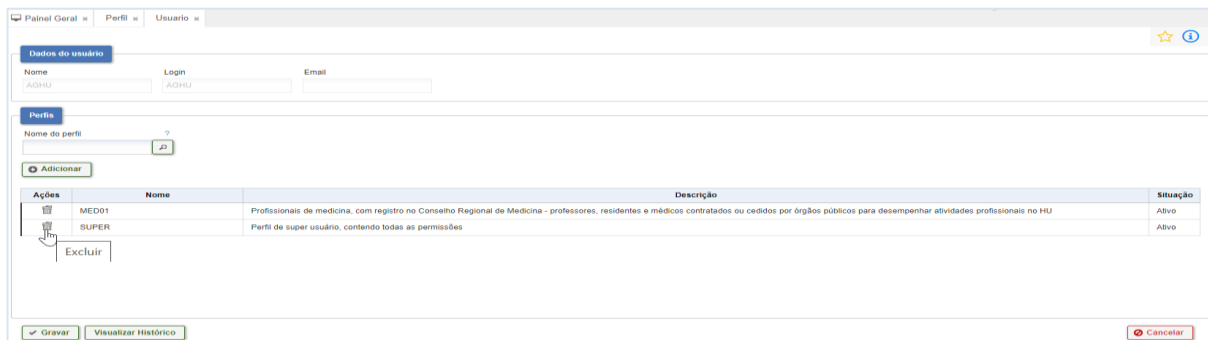 Painel Geral × Perfil × Usuario ×
Dados do usuário
Nome Login Email
AGHU AGHU
Perfis
Nome do perfil ?
Adicionar
Ações Nome Descrição Situação
MED01 Profissionais de medicina, com registro no Conselho Regional de Medicina - professores, residentes e médicos contratados ou cedidos por órgãos públicos para desempenhar atividades profissionais no HU Ativo
SUPER Perfil de super usuário, contendo todas as permissões Ativo
Excluir
Gravar Visualizar Histórico Cancelar